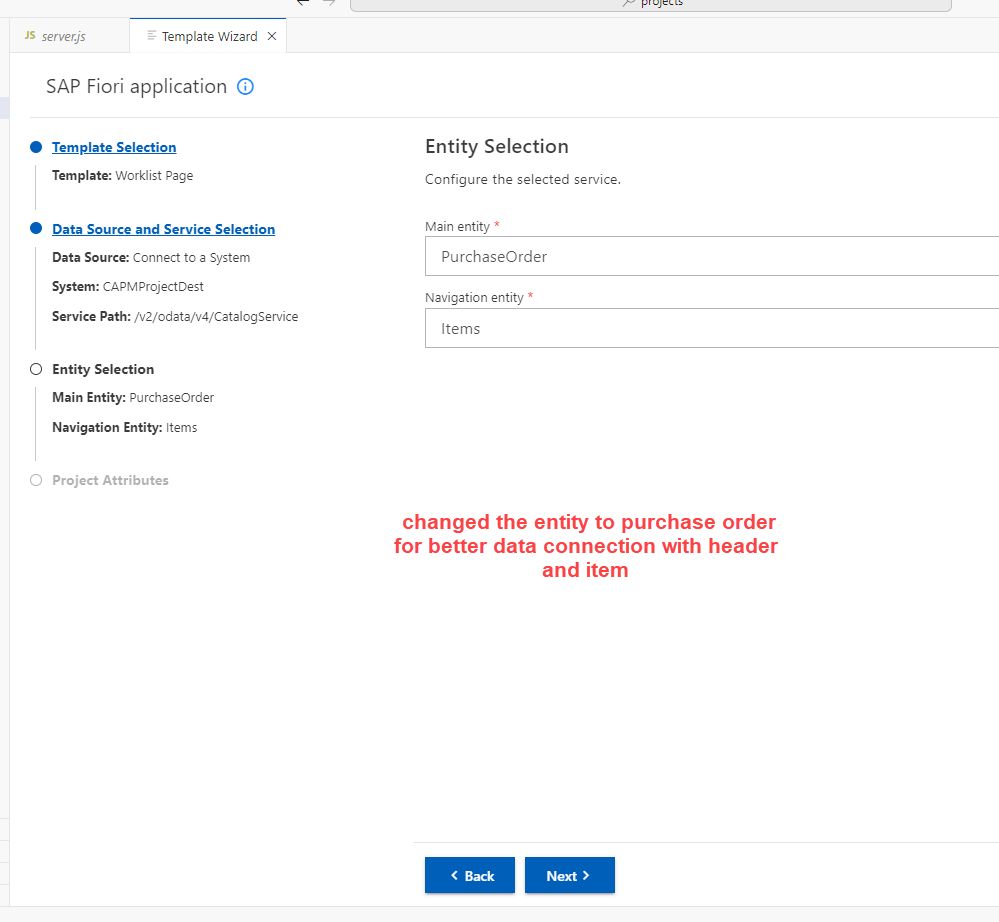 projects
JS server.js
Template Wizard
SAP Fiori application
Template Selection
Template: Worklist Page
Data Source and Service Selection
Data Source: Connect to a System
System: CAPMProjectDest
Service Path: /v2/odata/v4/CatalogService
Entity Selection
Main Entity: PurchaseOrder
Navigation Entity: Items
Project Attributes
Entity Selection
Configure the selected service.
Main entity *
PurchaseOrder
Navigation entity *
Items
changed the entity to purchase order
for better data connection with header
and item
Back
Next